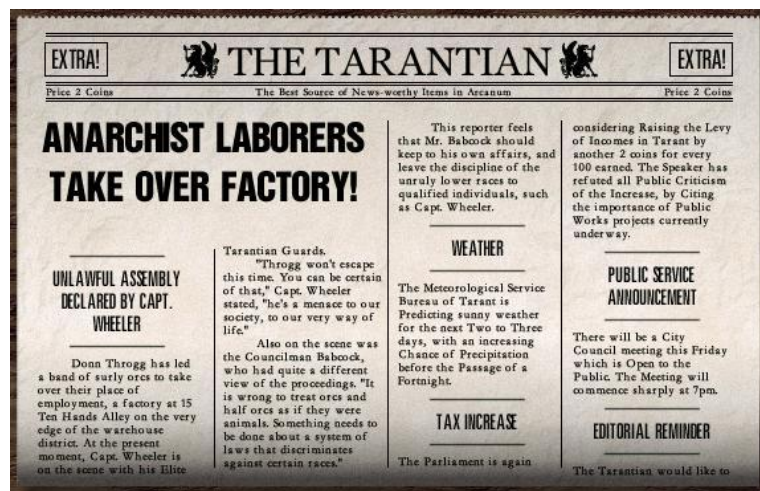 EXTRA!
THE TARANTIAN
EXTRA!
Price 2 Coins
The Best Source of News-worthy Items in Arcanum
Price 2 Coins
ANARCHIST LABORERS
TAKE OVER FACTORY!
UNLAWFUL ASSEMBLY
DECLARED BY CAPT.
WHEELER
Donn Throgg has led
a band of surly orcs to take
over their place of
employment, a factory at 15
Ten Hands Alley on the very
edge of the warehouse
district. At the present
moment, Capt. Wheeler is
on the scene with his Elite
Tarantian Guards.
"Throgg won't escape
this time. You can be certain
of that," Capt. Wheeler
stated, "he's a menace to our
society, to our very way of
life."
Also on the scene was
the Councilman Babcock,
who had quite a different
view of the proceedings. "It
is wrong to treat orcs and
half orcs as if they were
animals. Something needs to
be done about a system of
laws that discriminates
against certain races."
This reporter feels
that Mr. Babcock should
keep to his own affairs, and
leave the discipline of the
unruly lower races to
qualified individuals, such
as Capt. Wheeler.
WEATHER
The Meteorological Service
Bureau of Tarant is
Predicting sunny weather
for the next Two to Three
days, with an increasing
Chance of Precipitation
before the Passage of a
Fortnight.
TAX INCREASE
The Parliament is again
considering Raising the Levy
of Incomes in Tarant by
another 2 coins for every
100 earned. The Speaker has
refuted all Public Criticism
of the Increase, by Citing
the importance of Public
Works projects currently
underway.
PUBLIC SERVICE
ANNOUNCEMENT
There will be a City
Council meeting this Friday
which is Open to the
Public. The Meeting will
commence sharply at 7pm.
EDITORIAL REMINDER
The Tarantian would like to